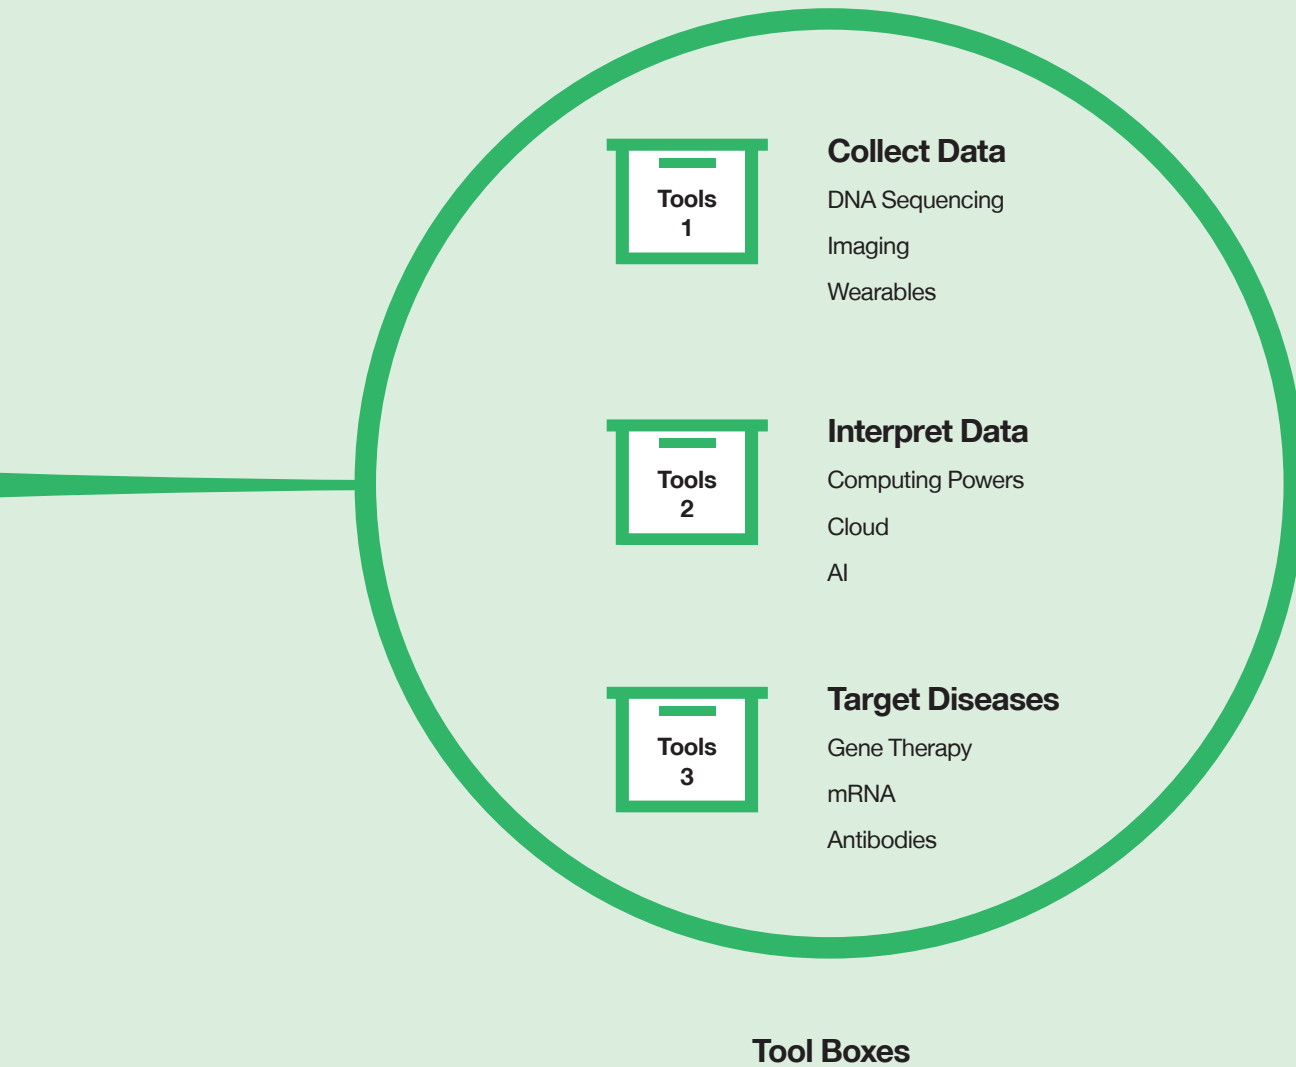 Tools
1
Collect Data
DNA Sequencing
Imaging
Wearables
Tools
2
Interpret Data
Computing Powers
Cloud
AI
Tools
3
Target Diseases
Gene Therapy
mRNA
Antibodies
Tool Boxes